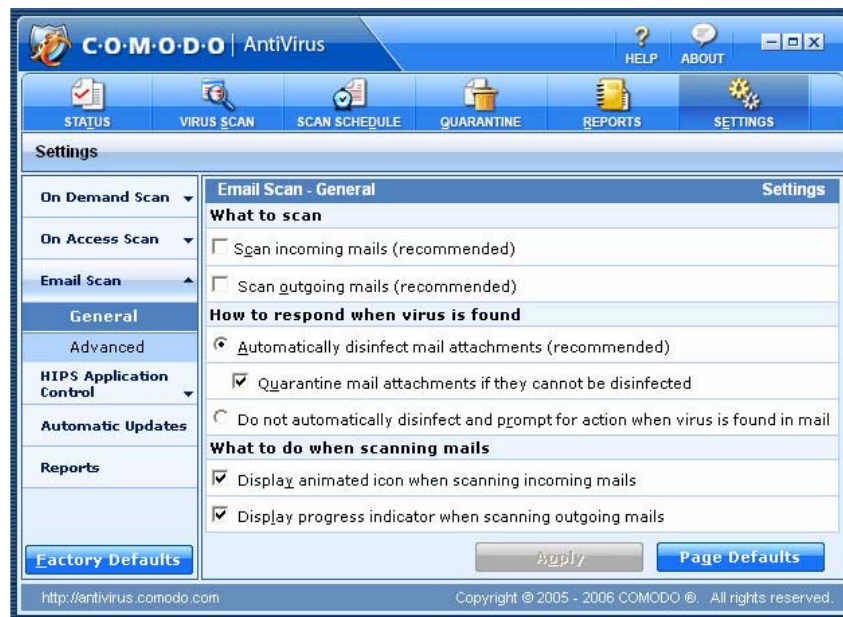 C·O·M·O·D·O | AntiVirus
HELP
ABOUT
STATUS
VIRUS SCAN
SCAN SCHEDULE
QUARANTINE
REPORTS
SETTINGS
Settings
On Demand Scan
On Access Scan
Email Scan
General
Advanced
HIPS Application
Control
Automatic Updates
Reports
Factory Defaults
Email Scan - General Settings
What to scan
Scan incoming mails (recommended)
Scan outgoing mails (recommended)
How to respond when virus is found
Automatically disinfect mail attachments (recommended)
Quarantine mail attachments if they cannot be disinfected
Do not automatically disinfect and prompt for action when virus is found in mail
What to do when scanning mails
Display animated icon when scanning incoming mails
Display progress indicator when scanning outgoing mails
Apply
Page Defaults
http://antivirus.comodo.com
Copyright © 2005 - 2006 COMODO ®. All rights reserved.